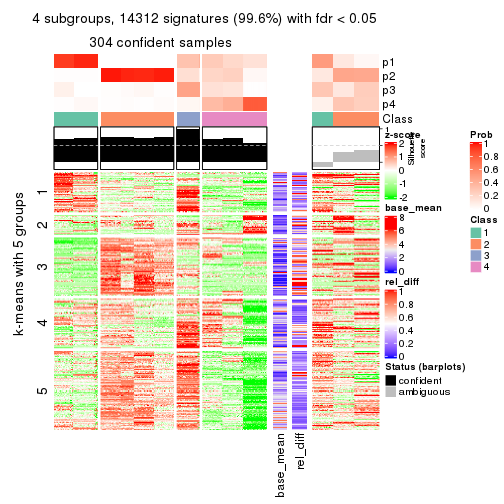 4 subgroups, 14312 signatures (99.6%) with fdr < 0.05
304 confident samples
p1
p2
p3
p4
Class
1
Silhouette
score
k-means with 5 groups
1
2
3
4
5
base_mean
rel_diff
z-score
2
1
0
-1
-2
base_mean
8
6
4
2
0
rel_diff
1
0.8
0.6
0.4
0.2
0
Status (barplots)
confident
ambiguous
Prob
1
0.8
0.6
0.4
0.2
0
Class
1
2
3
4